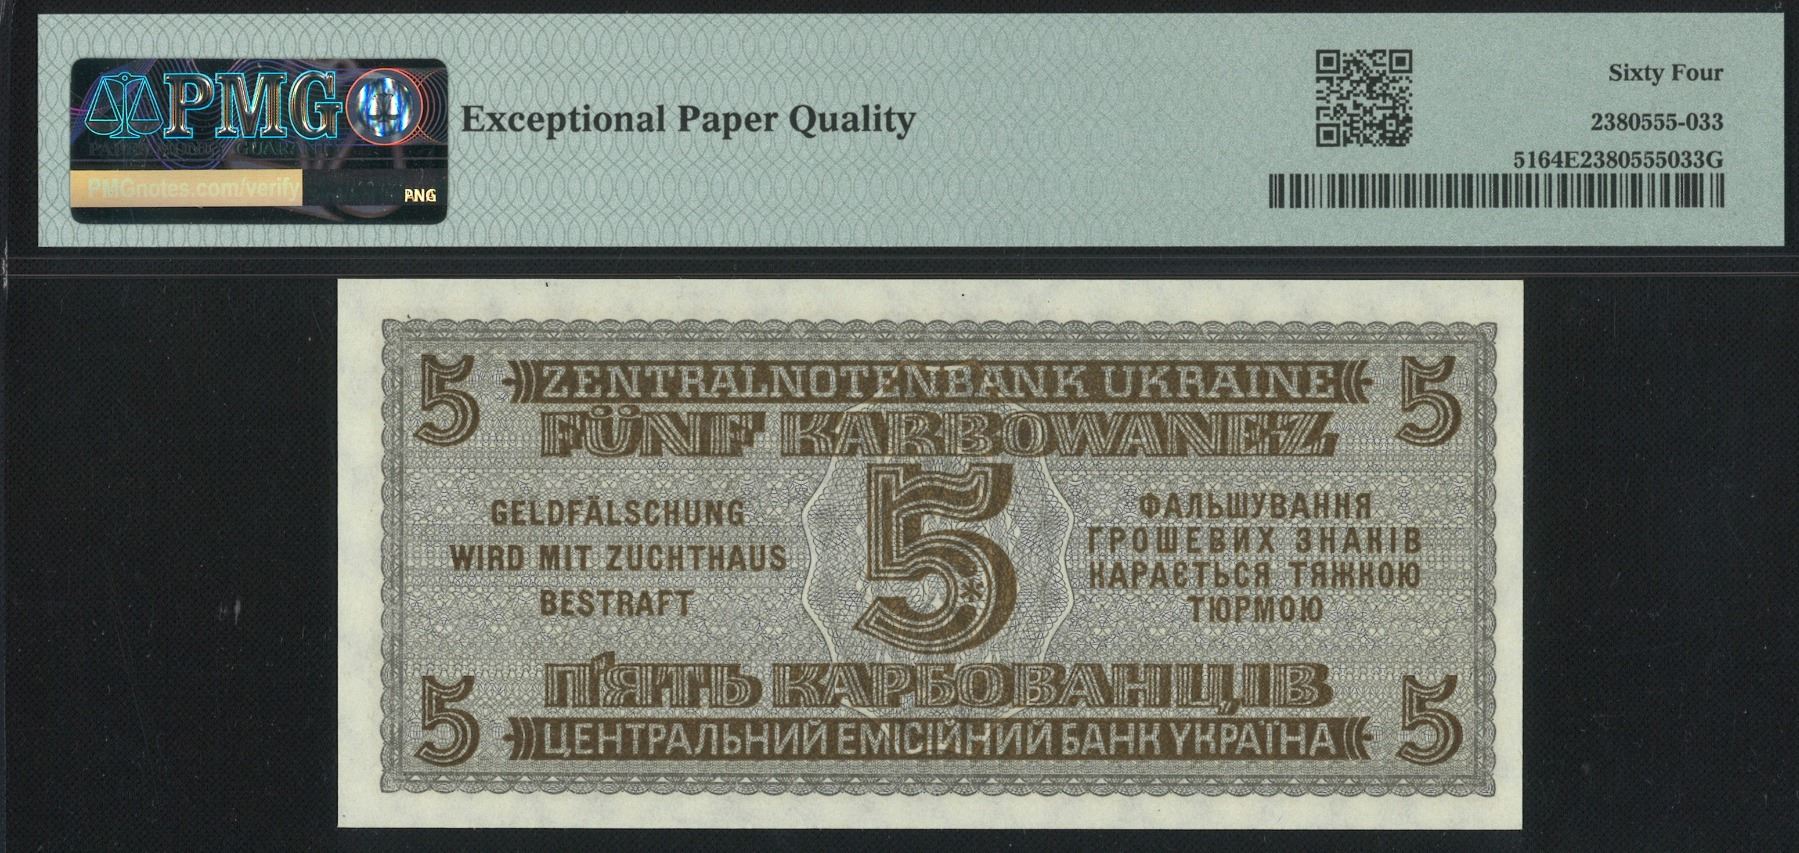 PMG
PMGnotes.com/verify
PNG
Exceptional Paper Quality
Sixty Four
2380555-033
5164E2380555033G
5
5
ZENTRALNOTENBANK UKRAINE
FÜNF KARBOWANEZ
5
GELDFÄLSCHUNG
WIRD MIT ZUCHTHAUS
BESTRAFT
ФАЛЬШУВАННЯ
ГРОШЕВИХ ЗНАКІВ
КАРАЄТЬСЯ ТЯЖКОЮ
ТЮРМОЮ
П'ЯТЬ КАРБОВАНЦІВ
ЦЕНТРАЛЬНИЙ ЕМІСІЙНИЙ БАНК УКРАЇНА
5
5